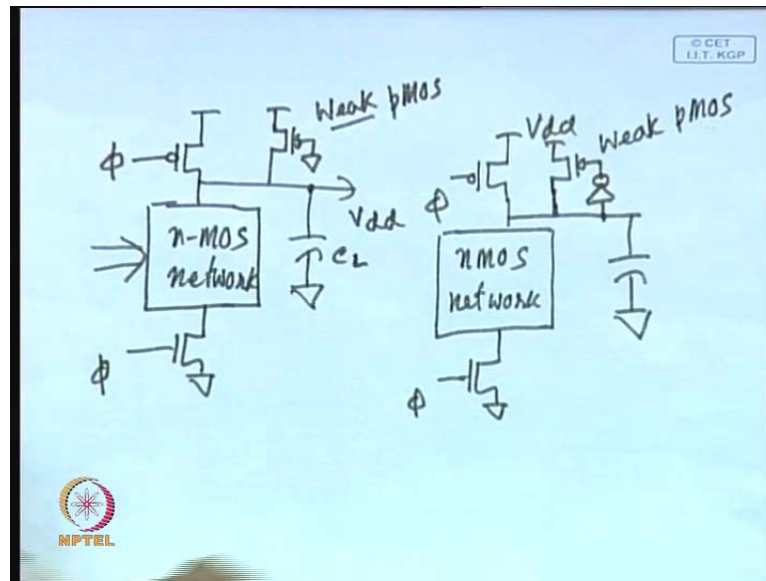 © CET
I.I.T. KGP
Weak pMOS
ϕ
n-MOS
network
Vdd
CL
ϕ
Vdd
Weak pMOS
ϕ
nMOS
network
ϕ
NPTEL